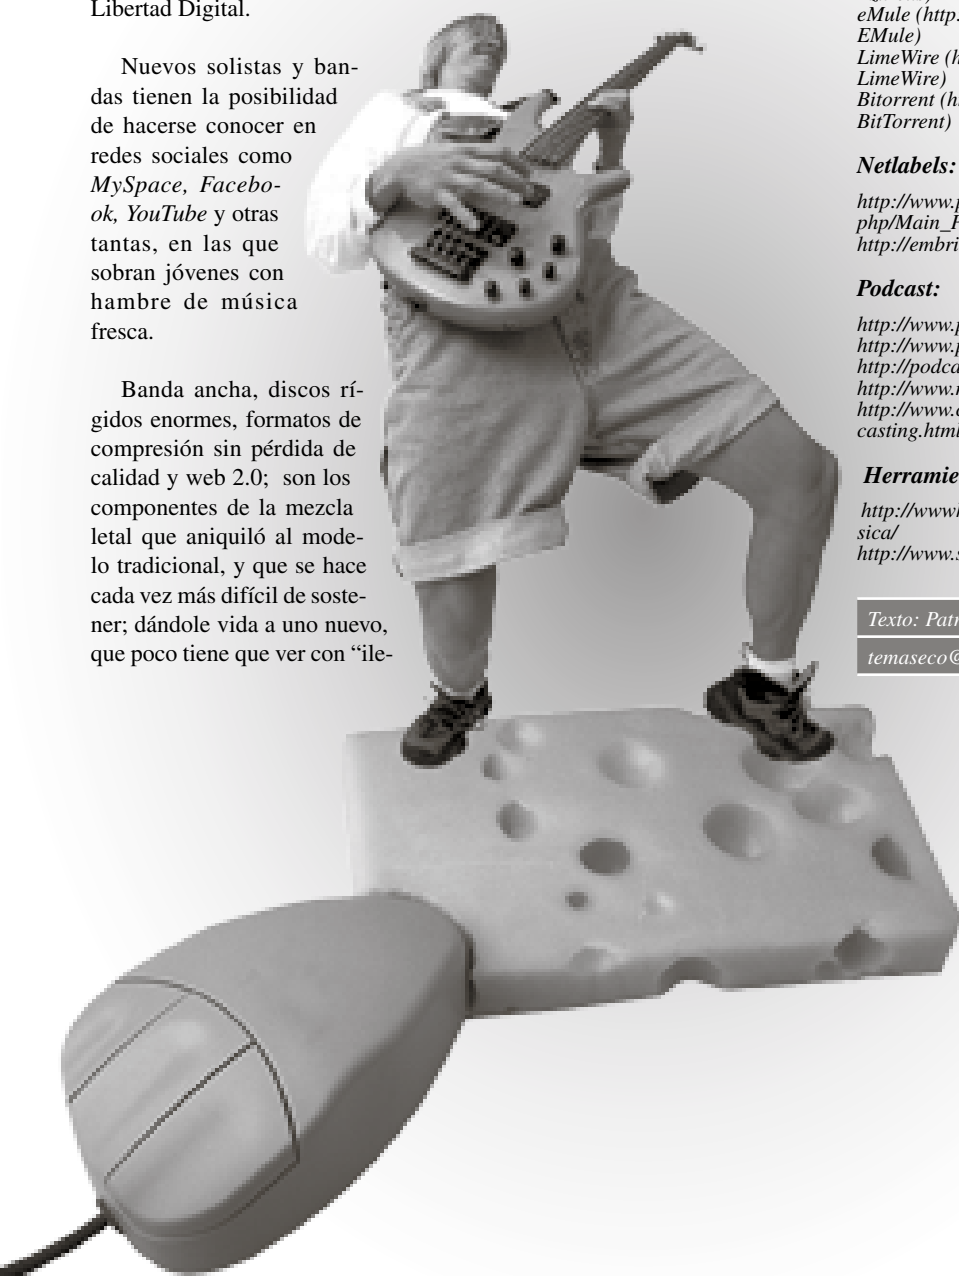 Libertad Digital.
Nuevos solistas y ban-
das tienen la posibilidad
de hacerse conocer en
redes sociales como
MySpace, Facebo-
ok, YouTube y otras
tantas, en las que
sobran jóvenes con
hambre de música
fresca.
Banda ancha, discos rí-
gidos enormes, formatos de
compresión sin pérdida de
calidad y web 2.0; son los
componentes de la mezcla
letal que aniquiló al mode-
lo tradicional, y que se hace
cada vez más difícil de soste-
ner; dándole vida a uno nuevo,
que poco tiene que ver con “ile-
eMule (http.
EMule)
LimeWire (h
LimeWire)
Bitorrent (h
BitTorrent)
Netlabels:
http://www.p
php/Main_P
http://embri
Podcast:
http://www.p
http://www.p
http://podca
http://www.
http://www.
casting.html
Herramie
http://www
sica/
http://www.s
Texto: Pat
temaseco@